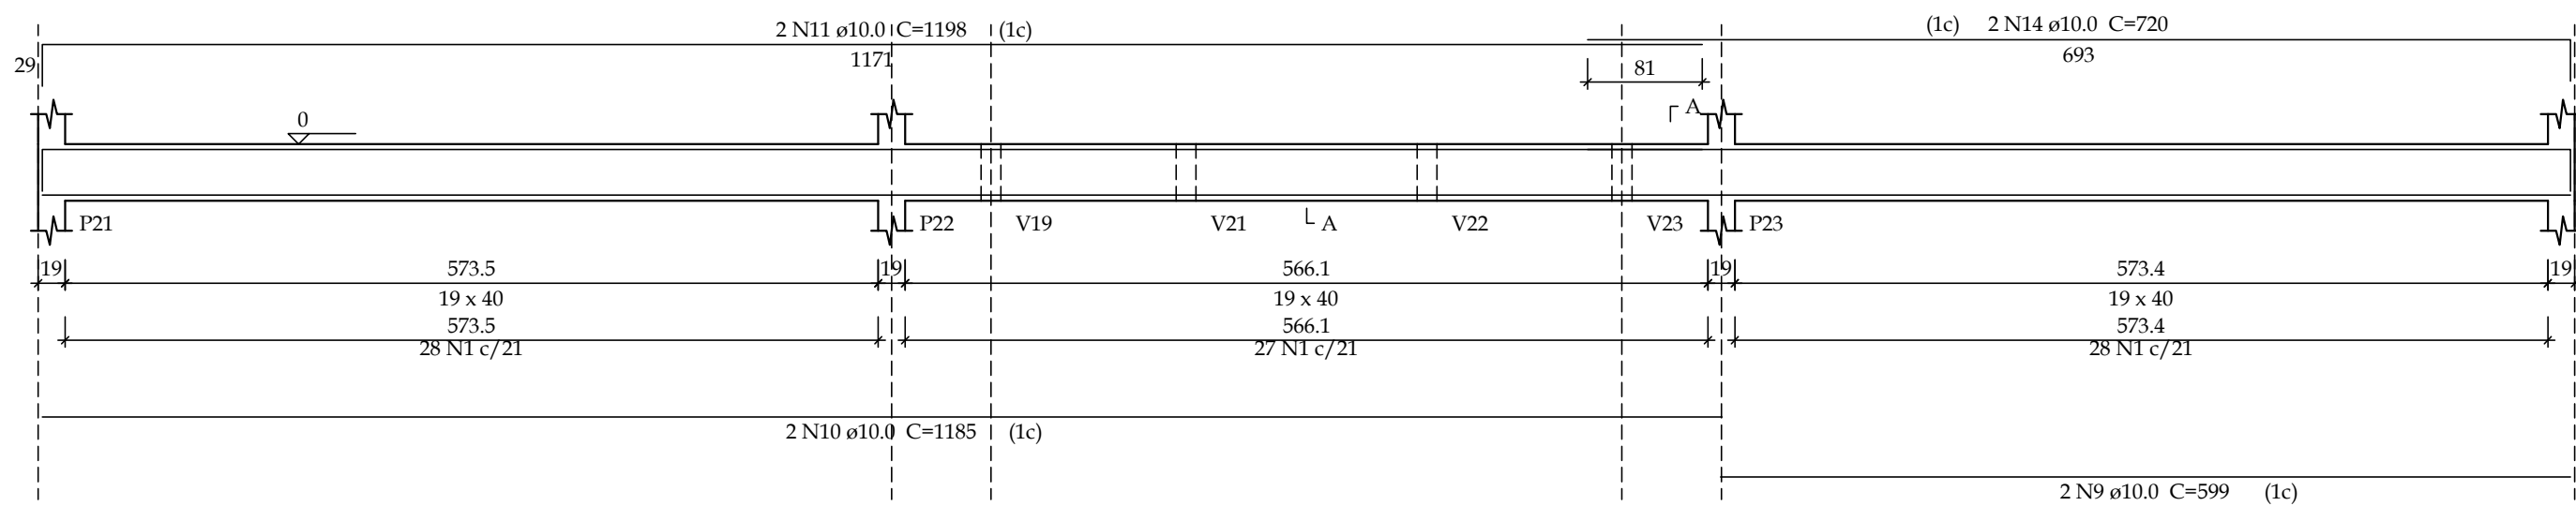 2 N11 ø10.0 C=1198 (1c)
(1c) 2 N14 ø10.0 C=720
29
1171
693
81
A
0
P21
P22
V19
V21
A
V22
V23
P23
19
573.5
19
566.1
19
573.4
19
19 x 40
19 x 40
19 x 40
573.5
566.1
573.4
28 N1 c/21
27 N1 c/21
28 N1 c/21
2 N10 ø10.0 C=1185 (1c)
2 N9 ø10.0 C=599 (1c)